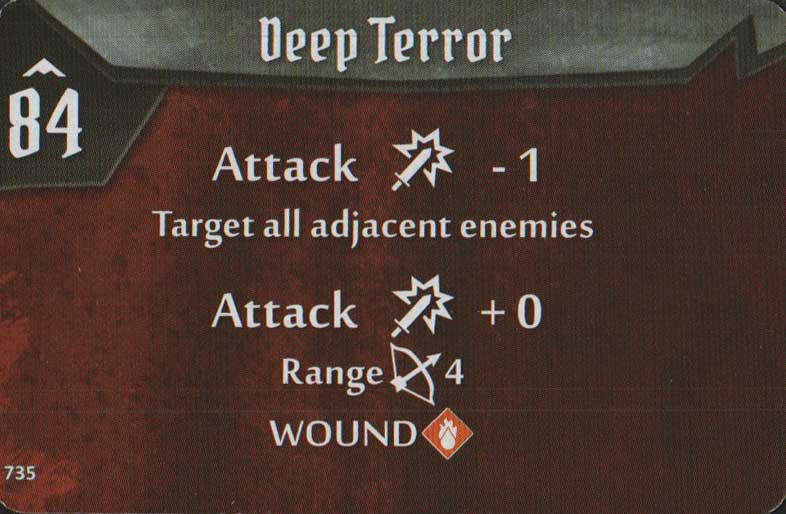 Deep Terror
84
Attack - 1
Target all adjacent enemies
Attack + 0
Range 4
WOUND
735